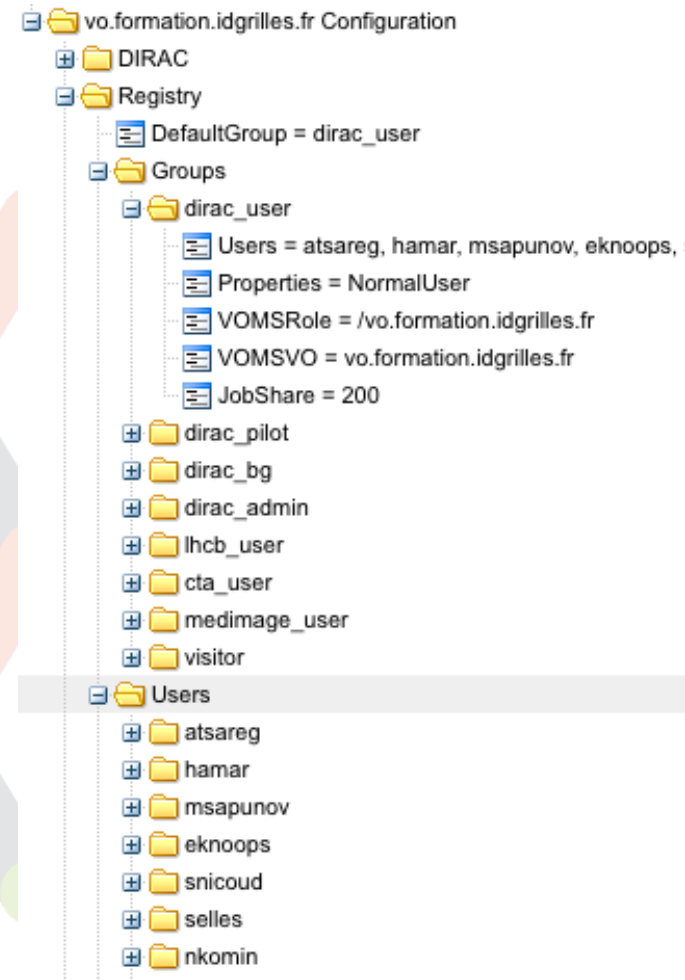 vo.formation.idgrilles.fr Configuration
DIRAC
Registry
DefaultGroup = dirac_user
Groups
dirac_user
Users = atsareg, hamar, msapunov, eknoops,
Properties = NormalUser
VOMSRole = /vo.formation.idgrilles.fr
VOMSVO = vo.formation.idgrilles.fr
JobShare = 200
dirac_pilot
dirac_bg
dirac_admin
lhcb_user
cta_user
medimage_user
visitor
Users
atsareg
hamar
msapunov
eknoops
snicoud
selles
nkomin